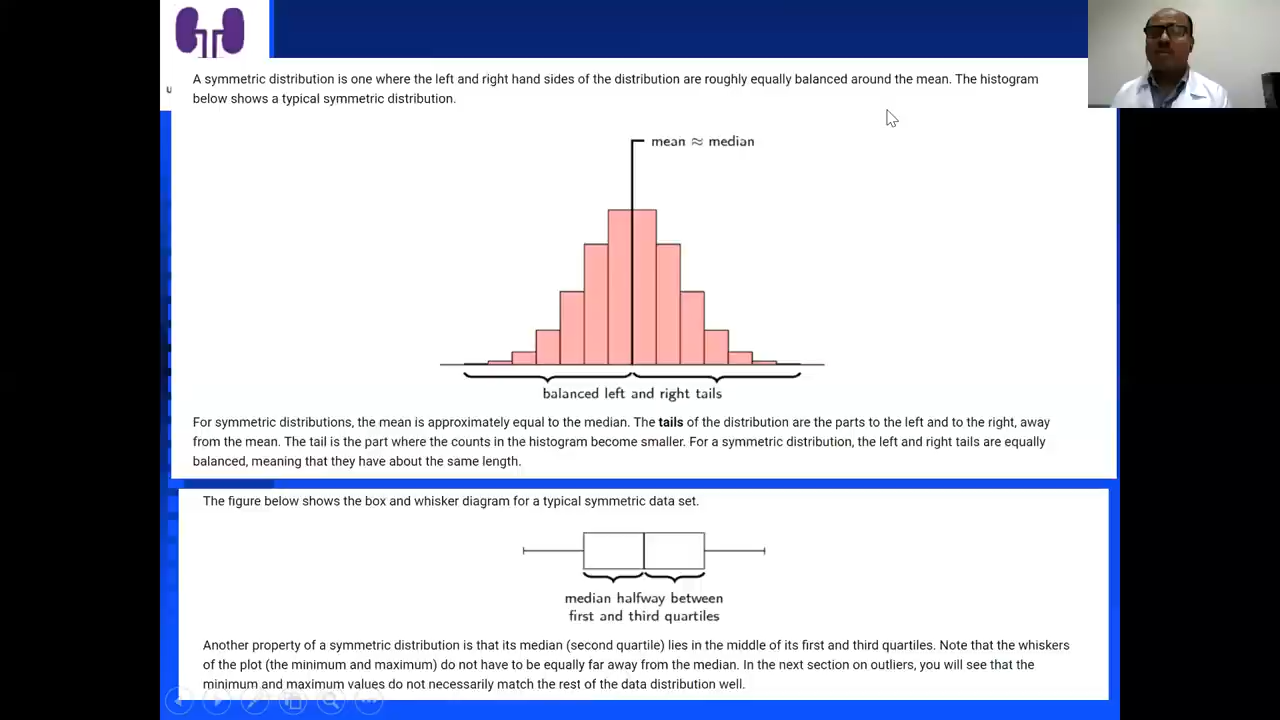 A symmetric distribution is one where the left and right hand sides of the distribution are roughly equally balanced around the mean. The histogram
below shows a typical symmetric distribution.
mean ≈ median
balanced left and right tails
For symmetric distributions, the mean is approximately equal to the median. The tails of the distribution are the parts to the left and to the right, away
from the mean. The tail is the part where the counts in the histogram become smaller. For a symmetric distribution, the left and right tails are equally
balanced, meaning that they have about the same length.
The figure below shows the box and whisker diagram for a typical symmetric data set.
median halfway between
first and third quartiles
Another property of a symmetric distribution is that its median (second quartile) lies in the middle of its first and third quartiles. Note that the whiskers
of the plot (the minimum and maximum) do not have to be equally far away from the median. In the next section on outliers, you will see that the
minimum and maximum values do not necessarily match the rest of the data distribution well.